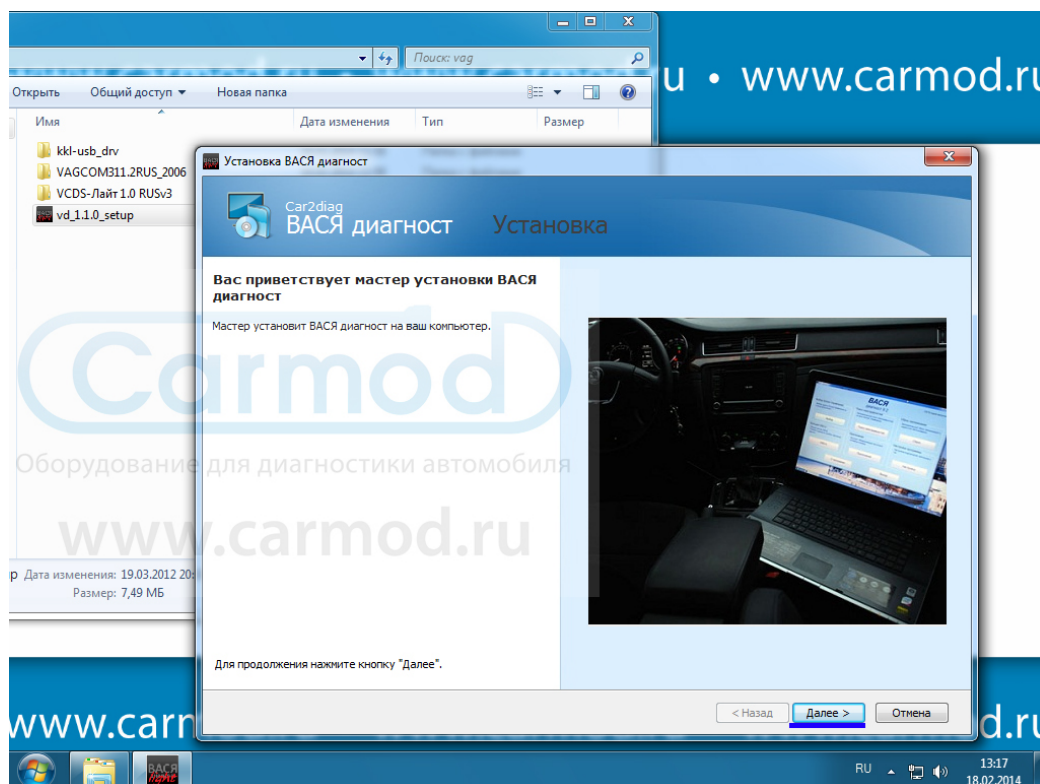 u • www.carmod.ru
Поиск: vag
Открыть Общий доступ Новая папка
Имя Дата изменения Тип Размер
kkl-usb_drv
VAGCOM311.2RUS_2006
VCDS-Лайт 1.0 RUSv3
vd_1.1.0_setup
Установка ВАСЯ диагност
Car2diag
ВАСЯ диагност Установка
Вас приветствует мастер установки ВАСЯ
диагност
Мастер установит ВАСЯ диагност на ваш компьютер.
ВАСЯ
Carmod
Оборудование для диагностики автомобиля
www.carmod.ru
р Дата изменения: 19.03.2012 20:
Размер: 7,49 МБ
Для продолжения нажмите кнопку "Далее".
< Назад Далее > Отмена
www.carm
d.ru
ВАСЯ
RU 13:17
18.02.2014